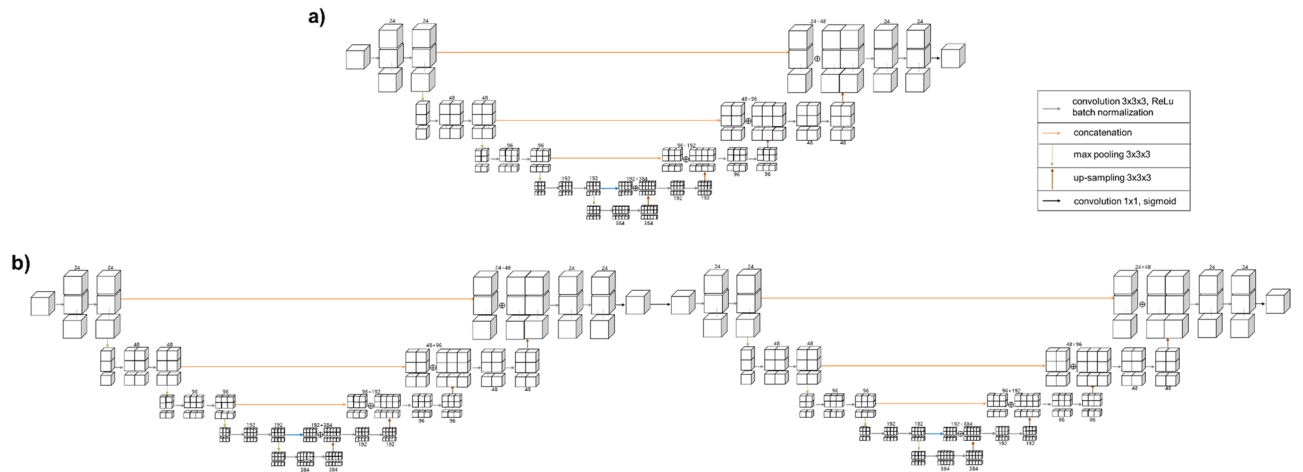 a)
24 24 24+48 24 24
48 48 48+96
48 48
96 96 96+192
96 96
192 192 192+384
192 192
384 384
convolution 3x3x3, ReLu
batch normalization
concatenation
max pooling 3x3x3
up-sampling 3x3x3
convolution 1x1, sigmoid
b)
24 24 24+48 24 24 24 24 24+48 24 24
48 48 48+96 48 48 48+96
48 48 48 48
96 96 96+192 96 96 96+192
96 96 96 96
192 192 192+384 192 192 192+384
192 192 192 192
384 384 384 384